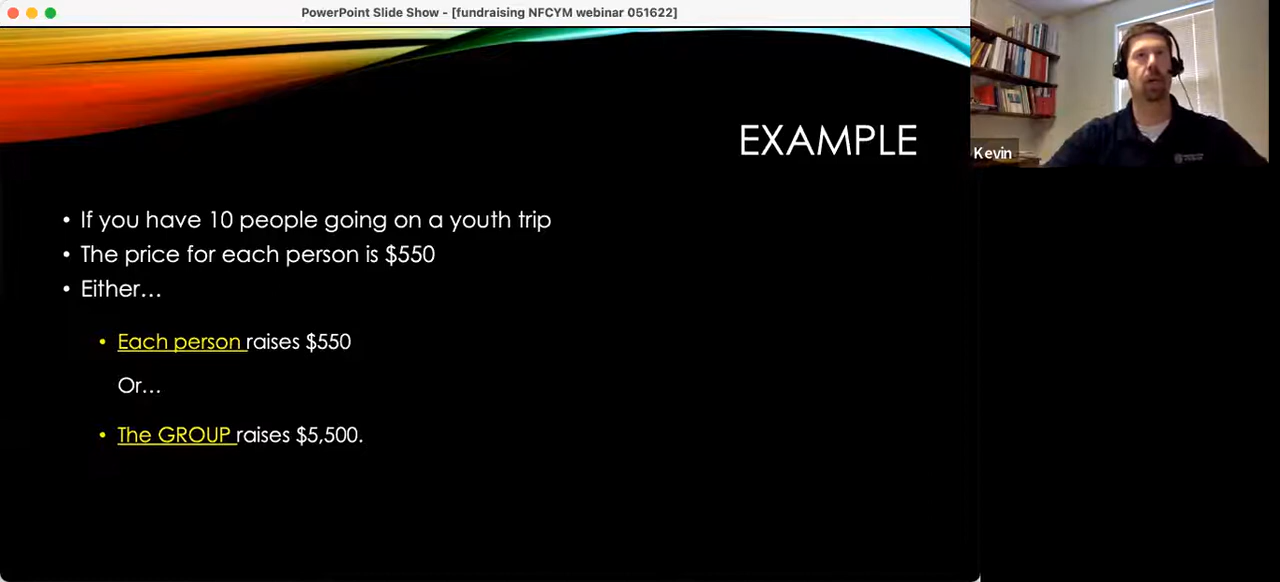 PowerPoint Slide Show - [fundraising NFCYM webinar 051622]
EXAMPLE
Kevin
• If you have 10 people going on a youth trip
• The price for each person is $550
• Either…
• Each person raises $550
Or…
• The GROUP raises $5,500.